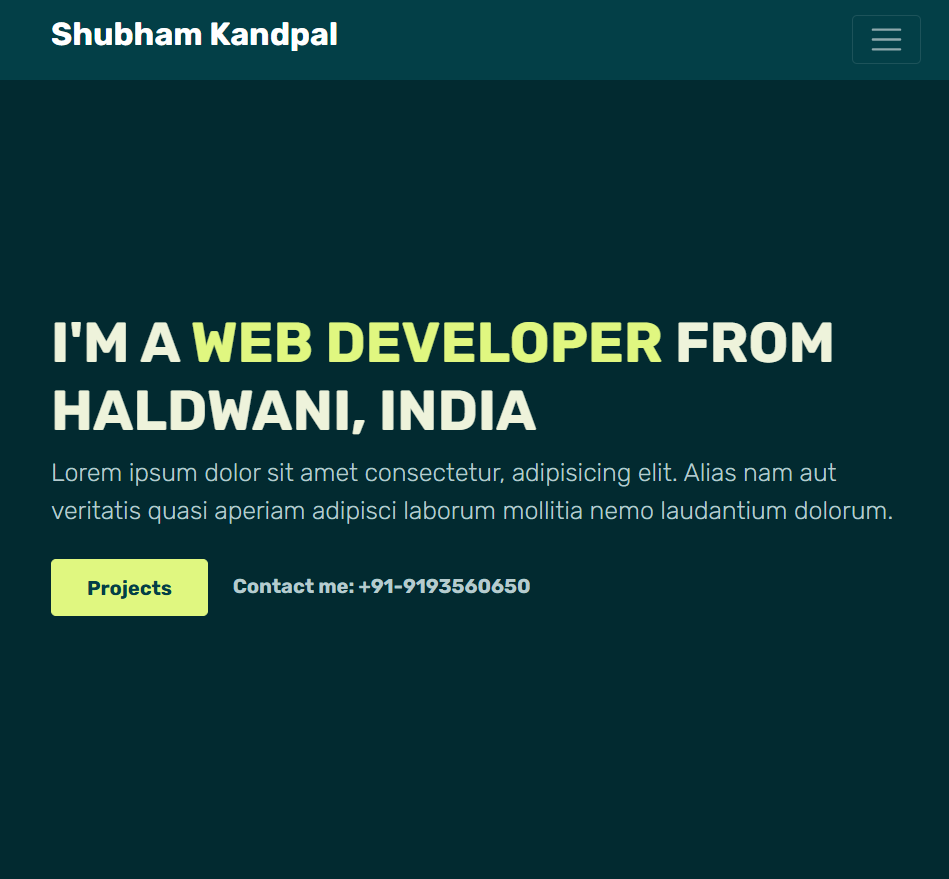 Shubham Kandpal
I'M A WEB DEVELOPER FROM
HALDWANI, INDIA
Lorem ipsum dolor sit amet consectetur, adipisicing elit. Alias nam aut
veritatis quasi aperiam adipisci laborum mollitia nemo laudantium dolorum.
Projects
Contact me: +91-9193560650